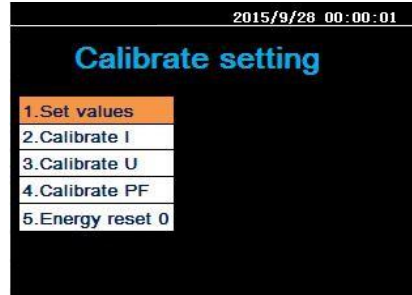 2015/9/28 00:00:01
Calibrate setting
1.Set values
2.Calibrate I
3.Calibrate U
4.Calibrate PF
5.Energy reset 0